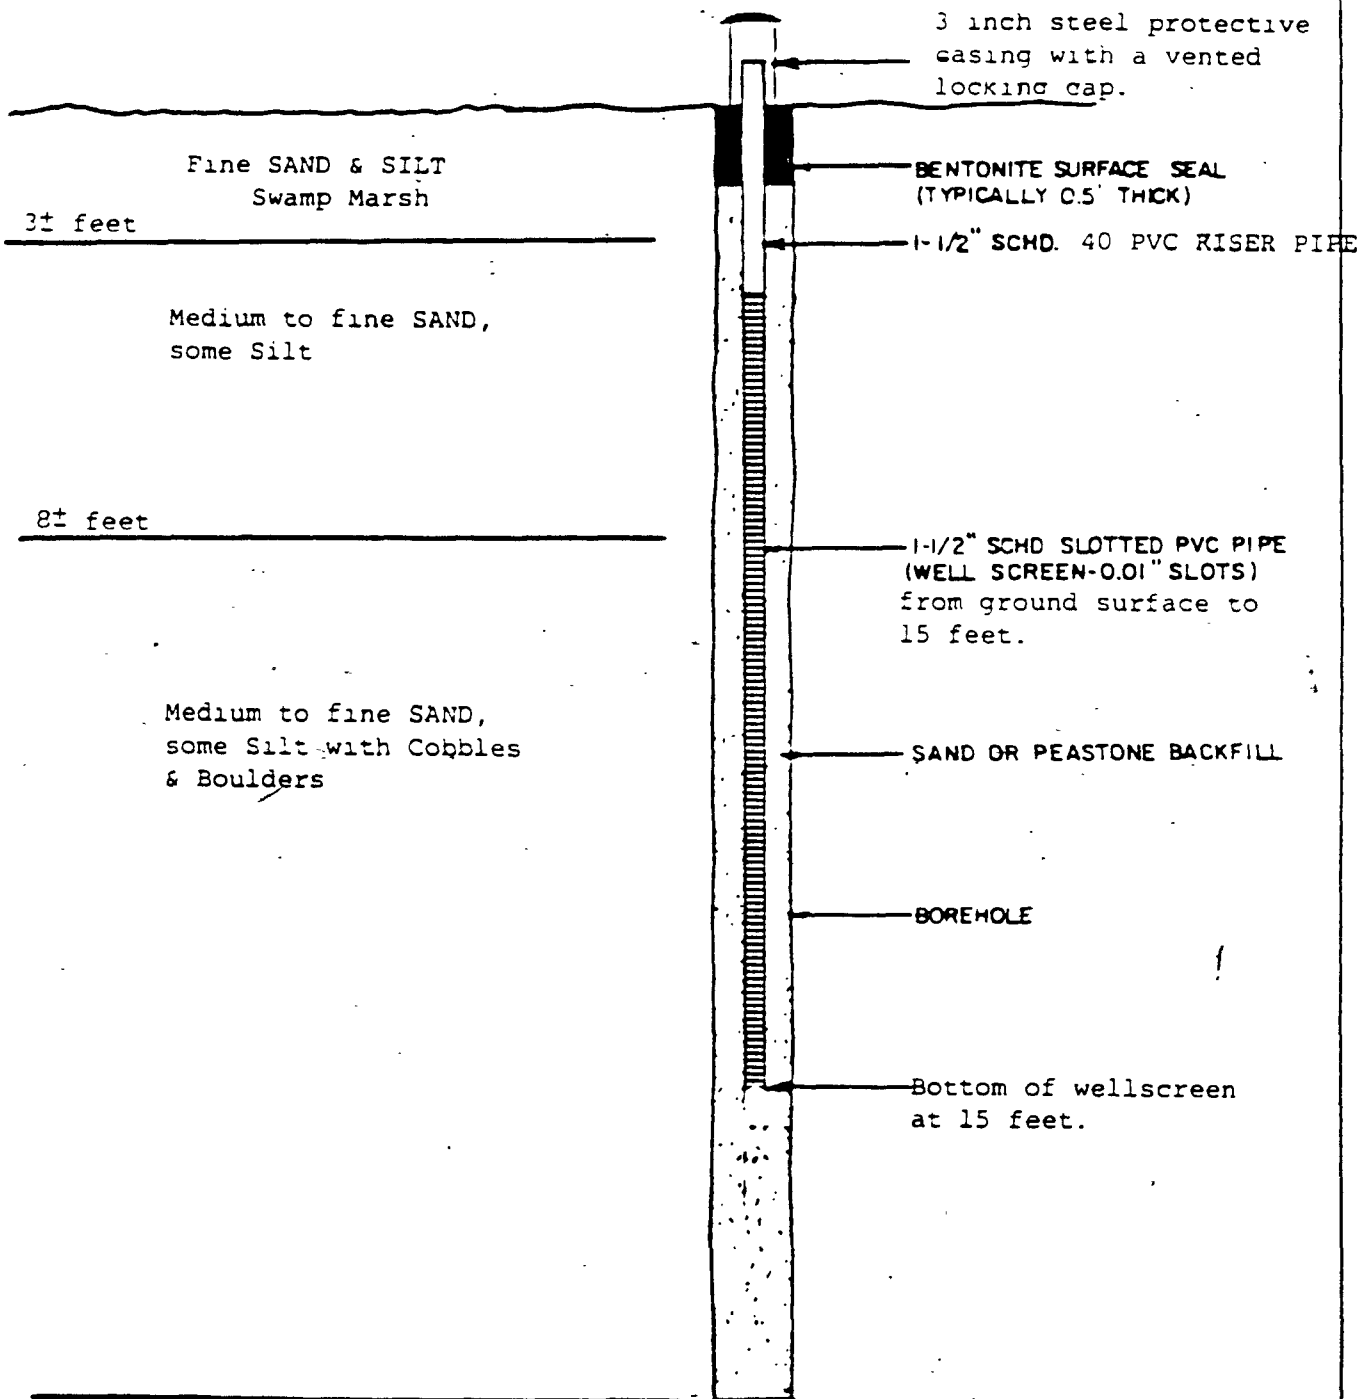 3 inch steel protective
casing with a vented
locking cap.
Fine SAND & SILT
Swamp Marsh
3± feet
BENTONITE SURFACE SEAL
(TYPICALLY 0.5' THICK)
1-1/2" SCHD. 40 PVC RISER PIPE
Medium to fine SAND,
some Silt
8± feet
1-1/2" SCHD SLOTTED PVC PIPE
(WELL SCREEN-0.01" SLOTS)
from ground surface to
15 feet.
Medium to fine SAND,
some Silt with Cobbles
& Boulders
SAND OR PEASTONE BACKFILL
BOREHOLE
Bottom of wellscreen
at 15 feet.